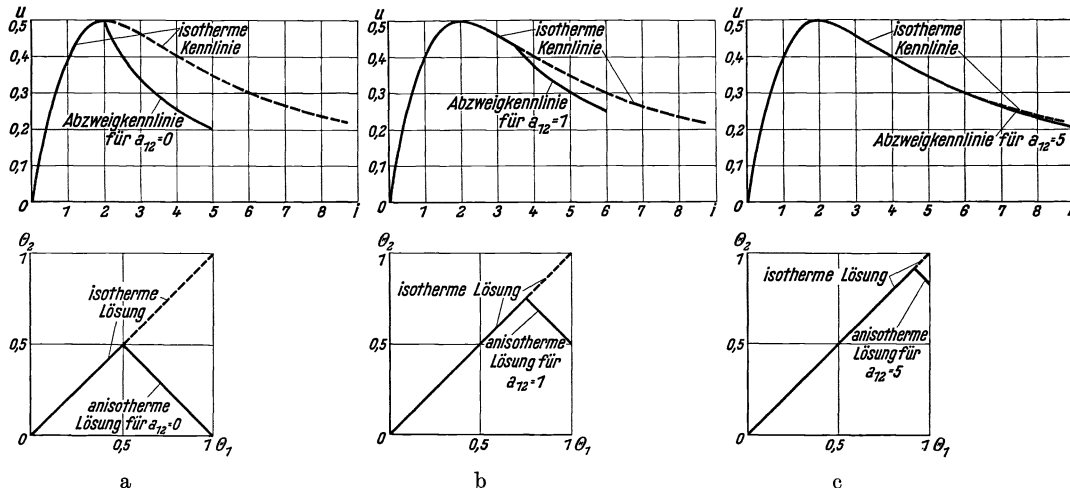 u
0,5
0,4
0,3
0,2
0,1
0
1 2 3 4 5 6 7 8 i
isotherme
Kennlinie
Abzweigkennlinie
für a12=0
u
0,5
0,4
0,3
0,2
0,1
0
1 2 3 4 5 6 7 8 i
isotherme
Kennlinie
Abzweigkennlinie
für a12=1
u
0,5
0,4
0,3
0,2
0,1
0
1 2 3 4 5 6 7 8 i
isotherme
Kennlinie
Abzweigkennlinie für a12=5
Θ2
1
0,5
0
0,5 1 Θ1
isotherme
Lösung
anisotherme
Lösung für a12=0
Θ2
1
0,5
0
0,5 1 Θ1
isotherme Lösung
anisotherme
Lösung für
a12=1
Θ2
1
0,5
0
0,5 1 Θ1
isotherme Lösung
anisotherme
Lösung für
a12=5
a
b
c